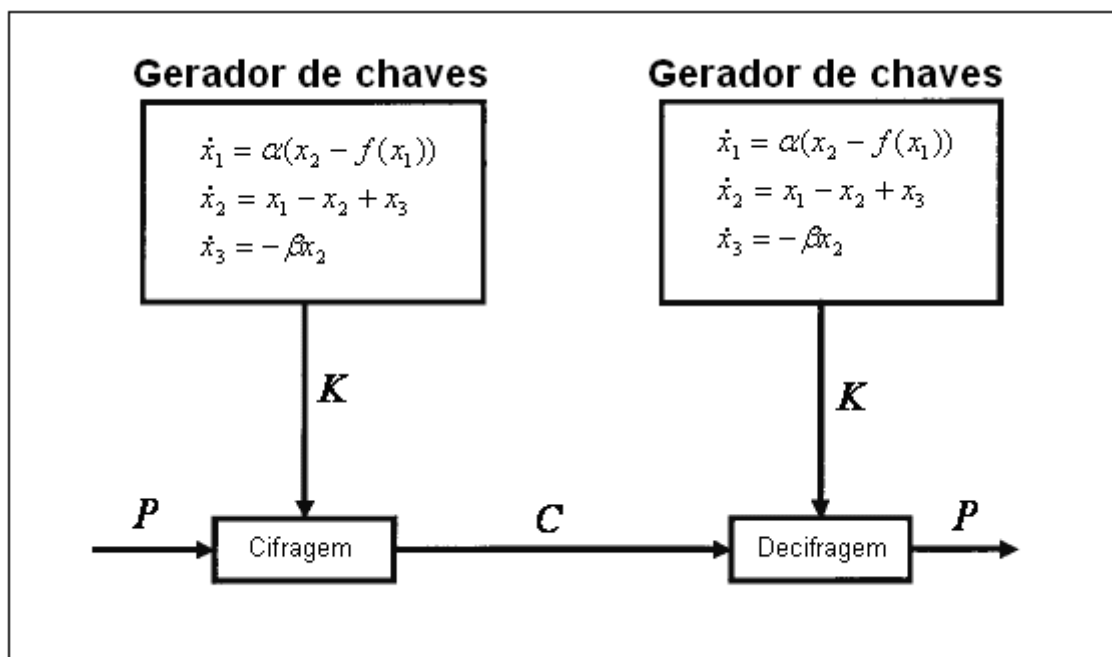 Gerador de chaves
ẋ₁ = α(x₂ − f(x₁))
ẋ₂ = x₁ − x₂ + x₃
ẋ₃ = −βx₂
K
Gerador de chaves
ẋ₁ = α(x₂ − f(x₁))
ẋ₂ = x₁ − x₂ + x₃
ẋ₃ = −βx₂
K
P
Cifragem
C
Decifragem
P